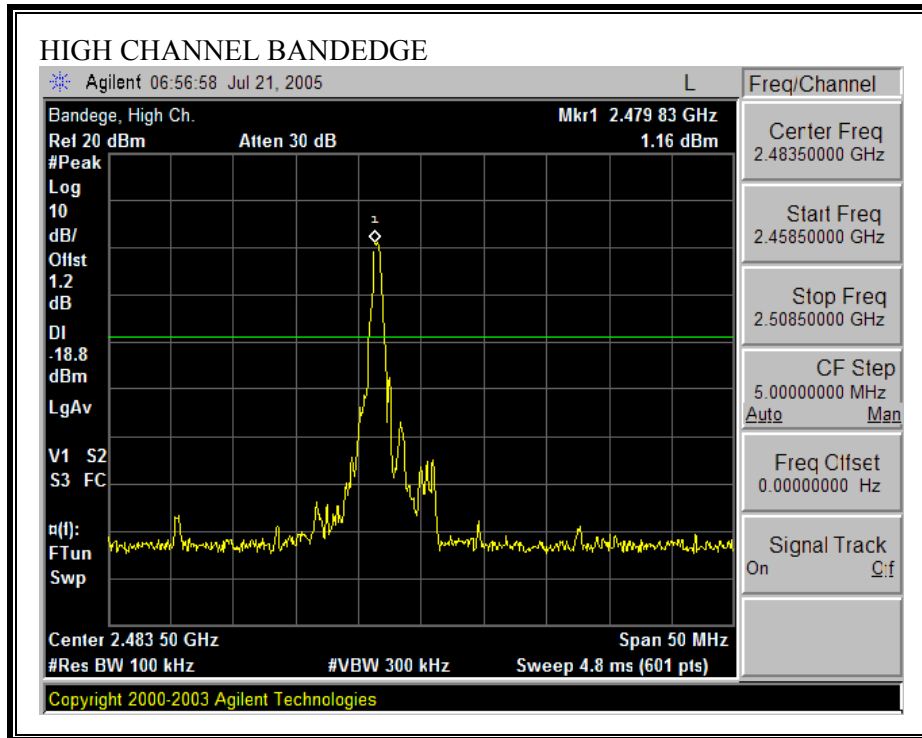 HIGH CHANNEL BANDEDGE
Agilent 06:56:58 Jul 21, 2005 L
Bandege, High Ch. Mkr1 2.479 83 GHz
Ref 20 dBm Atten 30 dB 1.16 dBm
#Peak
Log
10
dB/
Offst
1.2
dB
DI
-18.8
dBm
LgAv
V1 S2
S3 FC
¤(f):
FTun
Swp
1
Center 2.483 50 GHz Span 50 MHz
#Res BW 100 kHz #VBW 300 kHz Sweep 4.8 ms (601 pts)
Copyright 2000-2003 Agilent Technologies
Freq/Channel
Center Freq
2.48350000 GHz
Start Freq
2.45850000 GHz
Stop Freq
2.50850000 GHz
CF Step
5.00000000 MHz
Auto Man
Freq Offset
0.00000000 Hz
Signal Track
On Off